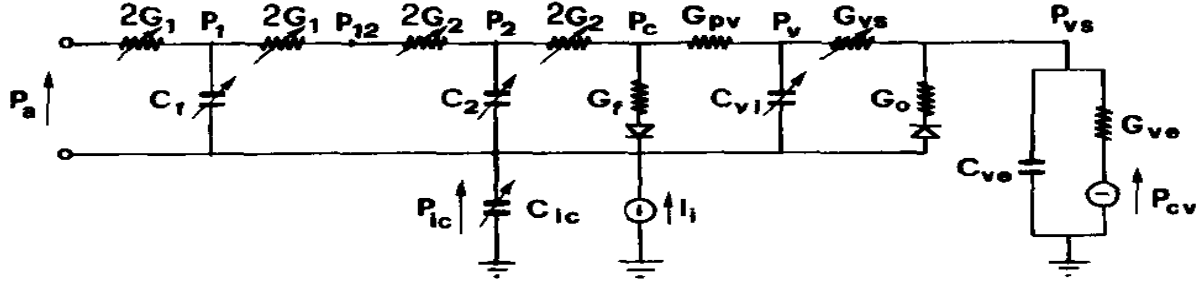 2G1 P1 2G1 P12 2G2 P2 2G2 Pc Gpv Pv Gvs Pvs
Pa C1 C2 Gf Cvi Go Gve
Cve
Pic Cic Ii Pcv